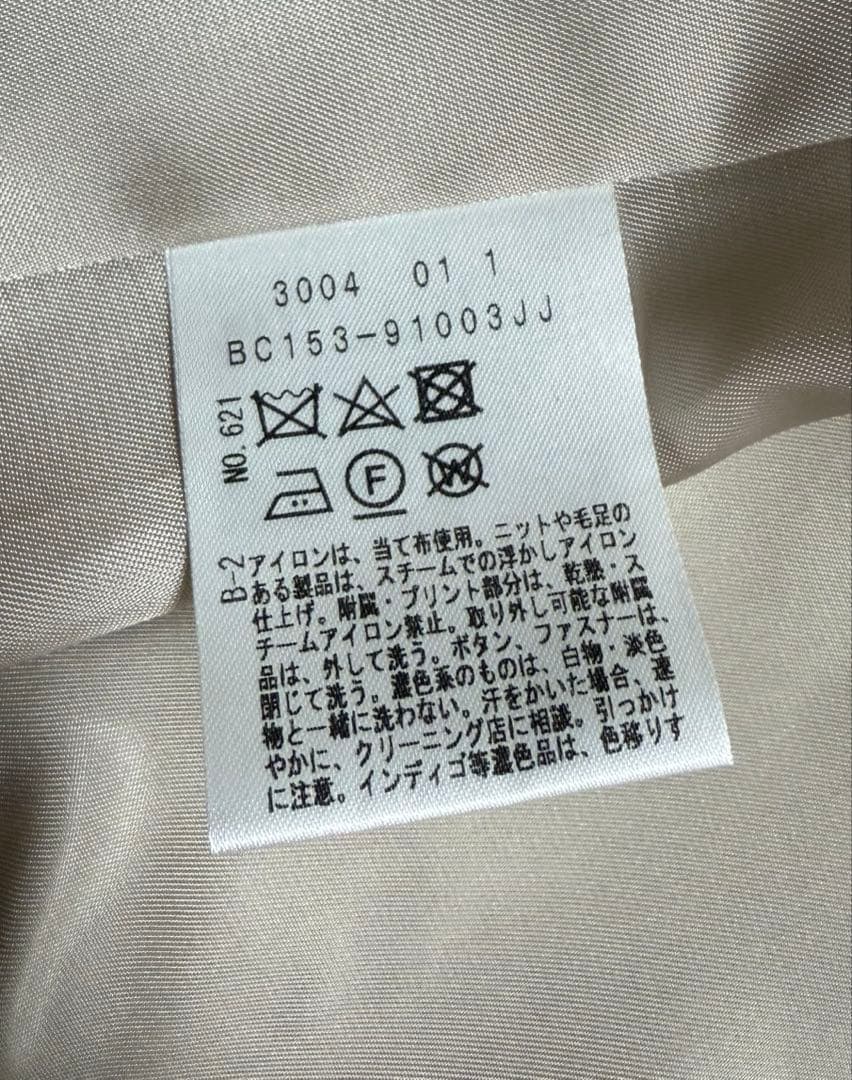 3004 01 1
BC153-91003JJ
NO.621
F
W
B-2
アイロンは、当て布使用。ニットや毛足の
ある製品は、スチームでの浮かしアイロン
仕上げ。附属・プリント部分は、乾熱・ス
チームアイロン禁止。取り外し可能な附属
品は、外して洗う。ボタン、ファスナーは、
閉じて洗う。濃色系のものは、白物・淡色
物と一緒に洗わない。汗をかいた場合、速
やかに、クリーニング店に相談。引っかけ
に注意。インディゴ等濃色品は、色移りす